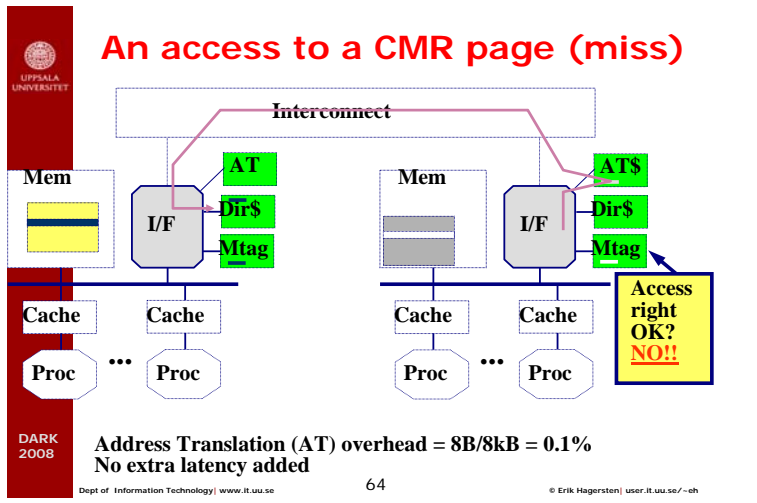 An access to a CMR page (miss)
UPPSALA
UNIVERSITET
Interconnect
Mem
AT
Dir$
I/F
Mtag
Mem
AT$
Dir$
I/F
Mtag
Access
right
OK?
NO!!
Cache
Cache
Cache
Cache
Proc
...
Proc
Proc
...
Proc
DARK
2008
Address Translation (AT) overhead = 8B/8kB = 0.1%
No extra latency added
Dept of Information Technology| www.it.uu.se
64
© Erik Hagersten| user.it.uu.se/~eh